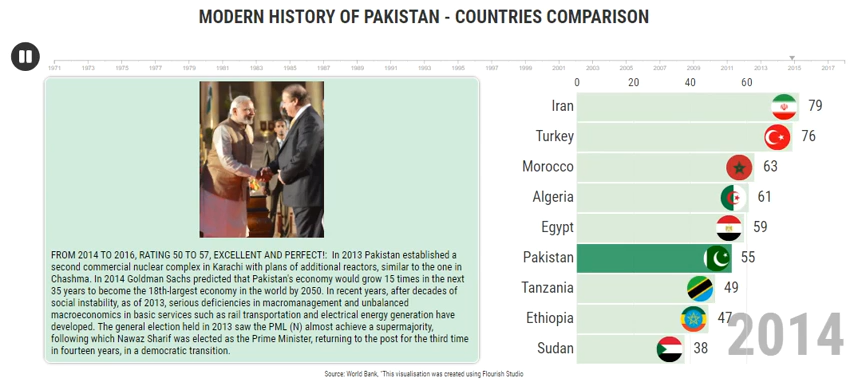 MODERN HISTORY OF PAKISTAN - COUNTRIES COMPARISON
1971 1973 1975 1977 1979 1981 1983 1985 1987 1989 1991 1993 1995 1997 1999 2001 2003 2005 2007 2009 2011 2013 2015 2017
0 20 40 60
Iran 79
Turkey 76
Morocco 63
Algeria 61
Egypt 59
Pakistan 55
Tanzania 49
Ethiopia 47
Sudan 38
2014
FROM 2014 TO 2016, RATING 50 TO 57, EXCELLENT AND PERFECT!: In 2013 Pakistan established a
second commercial nuclear complex in Karachi with plans of additional reactors, similar to the one in
Chashma. In 2014 Goldman Sachs predicted that Pakistan's economy would grow 15 times in the next
35 years to become the 18th-largest economy in the world by 2050. In recent years, after decades of
social instability, as of 2013, serious deficiencies in macromanagement and unbalanced
macroeconomics in basic services such as rail transportation and electrical energy generation have
developed. The general election held in 2013 saw the PML (N) almost achieve a supermajority,
following which Nawaz Sharif was elected as the Prime Minister, returning to the post for the third time
in fourteen years, in a democratic transition.
Source: World Bank, "This visualisation was created using Flourish Studio